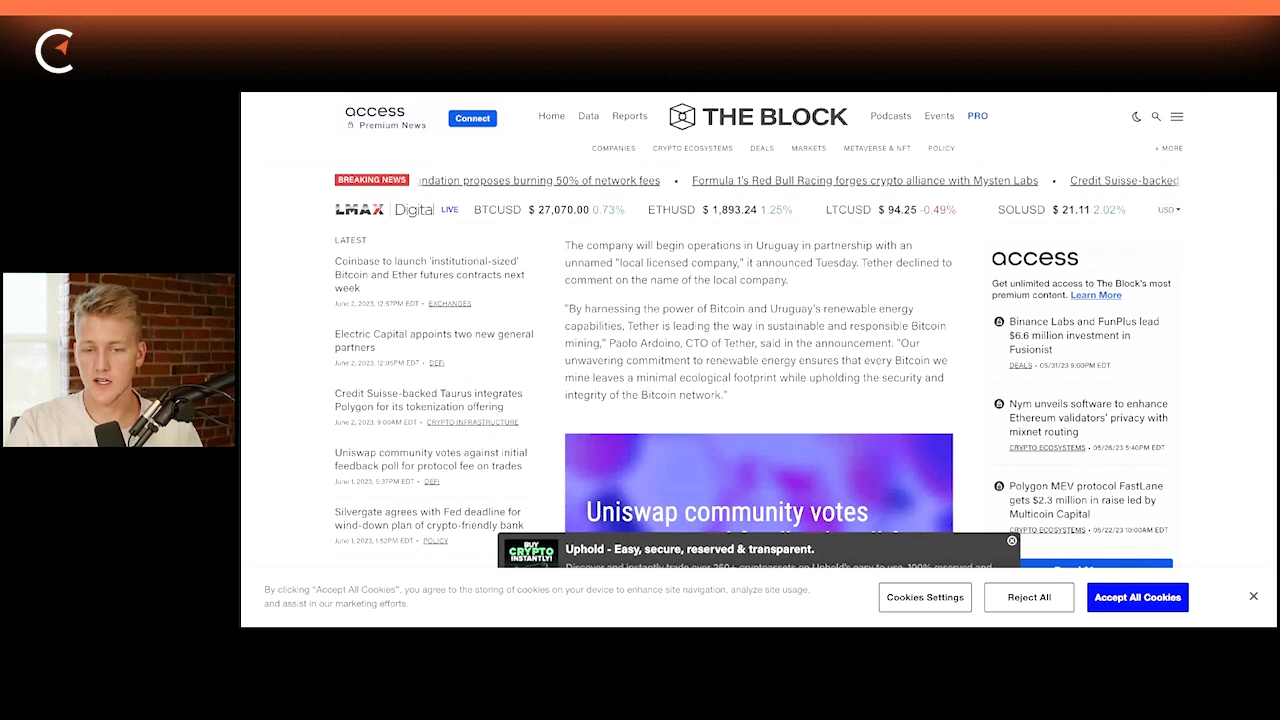 access
Premium News
Connect
Home
Data
Reports
THE BLOCK
Podcasts
Events
PRO
COMPANIES
CRYPTO ECOSYSTEMS
DEALS
MARKETS
METAVERSE & NFT
POLICY
+ MORE
BREAKING NEWS
ndation proposes burning 50% of network fees • Formula 1's Red Bull Racing forges crypto alliance with Mysten Labs • Credit Suisse-backed
LMAX Digital LIVE
BTCUSD $ 27,070.00 0.73%
ETHUSD $ 1,893.24 1.25%
LTCUSD $ 94.25 -0.49%
SOLUSD $ 21.11 2.02%
USD
LATEST
Coinbase to launch 'institutional-sized'
Bitcoin and Ether futures contracts next
week
June 2, 2023, 12:57PM EDT • EXCHANGES
Electric Capital appoints two new general
partners
June 2, 2023, 12:05PM EDT • DEFI
Credit Suisse-backed Taurus integrates
Polygon for its tokenization offering
June 2, 2023, 9:00AM EDT • CRYPTO INFRASTRUCTURE
Uniswap community votes against initial
feedback poll for protocol fee on trades
June 1, 2023, 5:37PM EDT • DEFI
Silvergate agrees with Fed deadline for
wind-down plan of crypto-friendly bank
June 1, 2023, 1:52PM EDT • POLICY
The company will begin operations in Uruguay in partnership with an
unnamed "local licensed company," it announced Tuesday. Tether declined to
comment on the name of the local company.
"By harnessing the power of Bitcoin and Uruguay's renewable energy
capabilities, Tether is leading the way in sustainable and responsible Bitcoin
mining," Paolo Ardoino, CTO of Tether, said in the announcement. "Our
unwavering commitment to renewable energy ensures that every Bitcoin we
mine leaves a minimal ecological footprint while upholding the security and
integrity of the Bitcoin network."
Uniswap community votes
access
Get unlimited access to The Block's most
premium content. Learn More
Binance Labs and FunPlus lead
$6.6 million investment in
Fusionist
DEALS • 05/31/23 9:00PM EDT
Nym unveils software to enhance
Ethereum validators' privacy with
mixnet routing
CRYPTO ECOSYSTEMS • 05/26/23 5:40PM EDT
Polygon MEV protocol FastLane
gets $2.3 million in raise led by
Multicoin Capital
CRYPTO ECOSYSTEMS • 05/22/23 10:00AM EDT
BUY
CRYPTO
INSTANTLY!
Uphold - Easy, secure, reserved & transparent.
Discover and instantly trade over 260+ cryptoassets on Uphold's easy to use, 100% reserved and
By clicking "Accept All Cookies", you agree to the storing of cookies on your device to enhance site navigation, analyze site usage,
and assist in our marketing efforts.
Cookies Settings
Reject All
Accept All Cookies